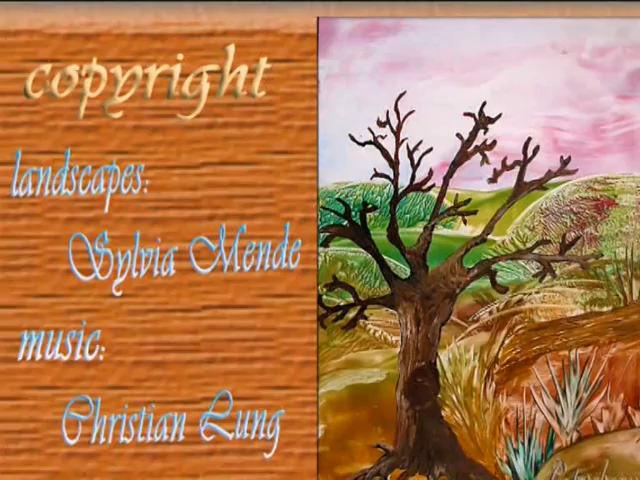 copyright
landscapes:
Sylvia Mende
music:
Christian Lung